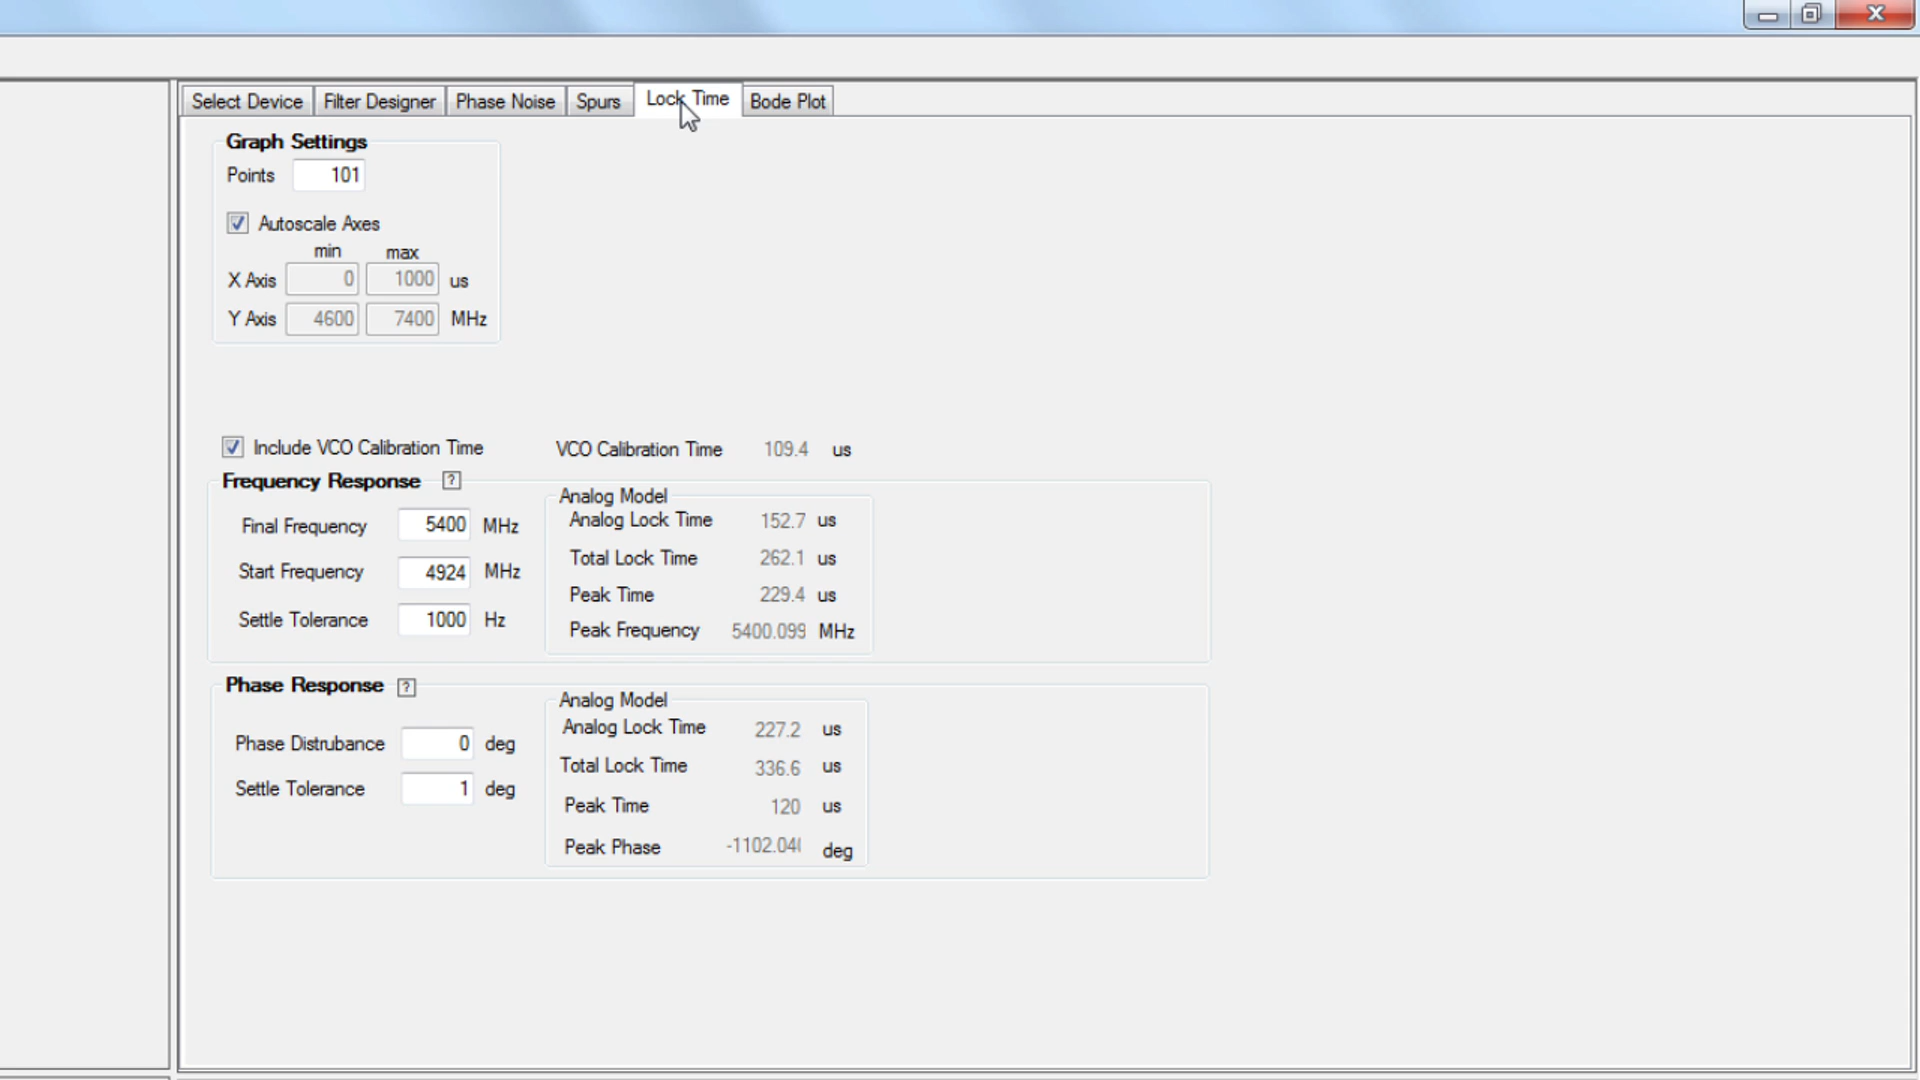 Select Device Filter Designer Phase Noise Spurs Lock Time Bode Plot
Graph Settings
Points 101
Autoscale Axes
min max
X Axis 0 1000 us
Y Axis 4600 7400 MHz
Include VCO Calibration Time VCO Calibration Time 109.4 us
Frequency Response ?
Analog Model
Final Frequency 5400 MHz Analog Lock Time 152.7 us
Total Lock Time 262.1 us
Start Frequency 4924 MHz
Peak Time 229.4 us
Settle Tolerance 1000 Hz Peak Frequency 5400.099 MHz
Phase Response ?
Analog Model
Analog Lock Time 227.2 us
Phase Distrubance 0 deg
Total Lock Time 336.6 us
Settle Tolerance 1 deg
Peak Time 120 us
Peak Phase -1102.04 deg